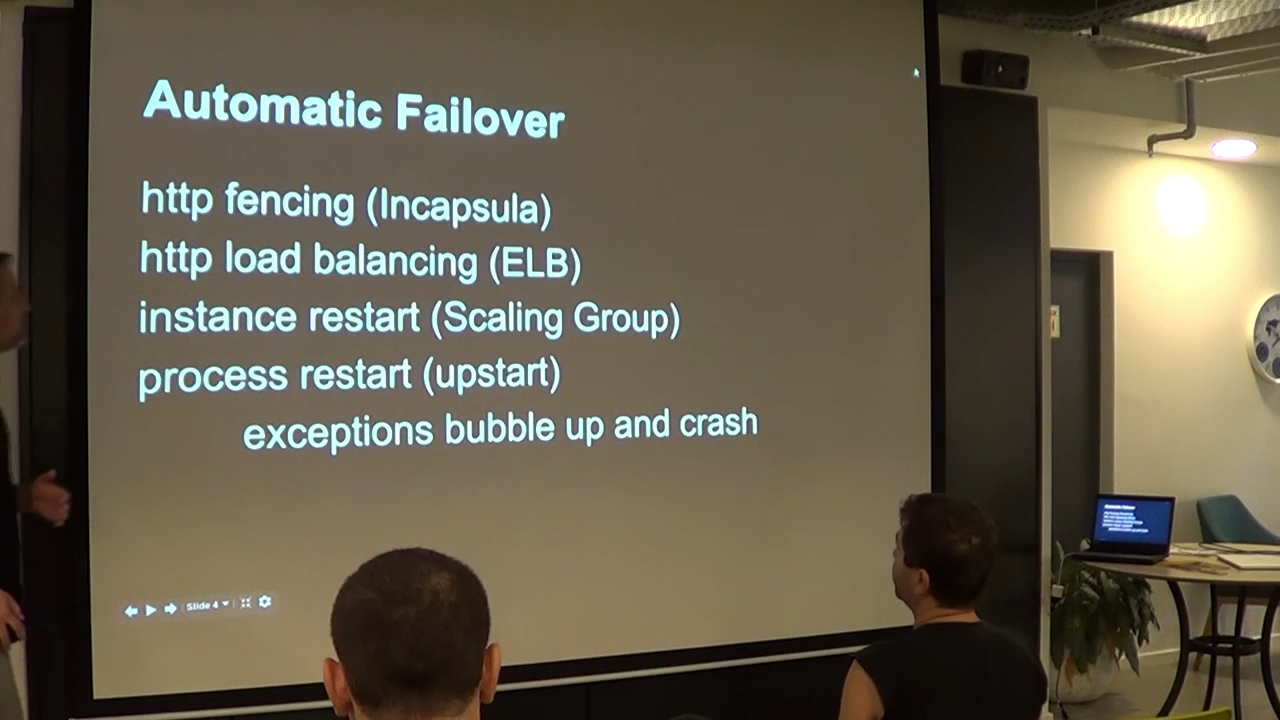 Automatic Failover
http fencing (Incapsula)
http load balancing (ELB)
instance restart (Scaling Group)
process restart (upstart)
exceptions bubble up and crash
Slide 4